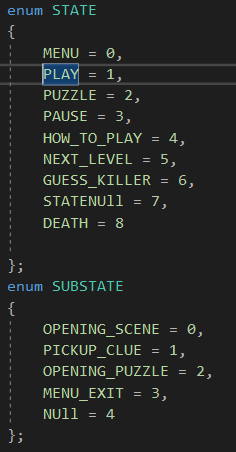 enum STATE
{
MENU = 0,
PLAY = 1,
PUZZLE = 2,
PAUSE = 3,
HOW_TO_PLAY = 4,
NEXT_LEVEL = 5,
GUESS_KILLER = 6,
STATENUll = 7,
DEATH = 8
};
enum SUBSTATE
{
OPENING_SCENE = 0,
PICKUP_CLUE = 1,
OPENING_PUZZLE = 2,
MENU_EXIT = 3,
NUll = 4
};